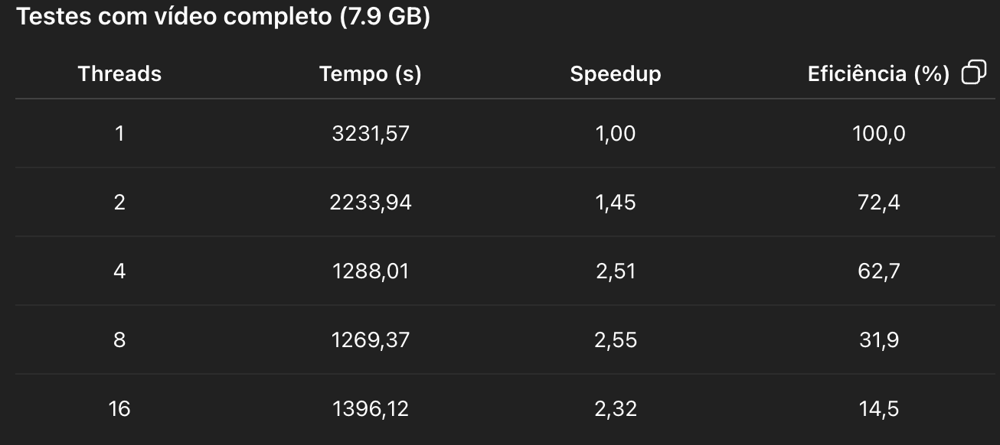 Testes com vídeo completo (7.9 GB)
Threads Tempo (s) Speedup Eficiência (%)
1 3231,57 1,00 100,0
2 2233,94 1,45 72,4
4 1288,01 2,51 62,7
8 1269,37 2,55 31,9
16 1396,12 2,32 14,5